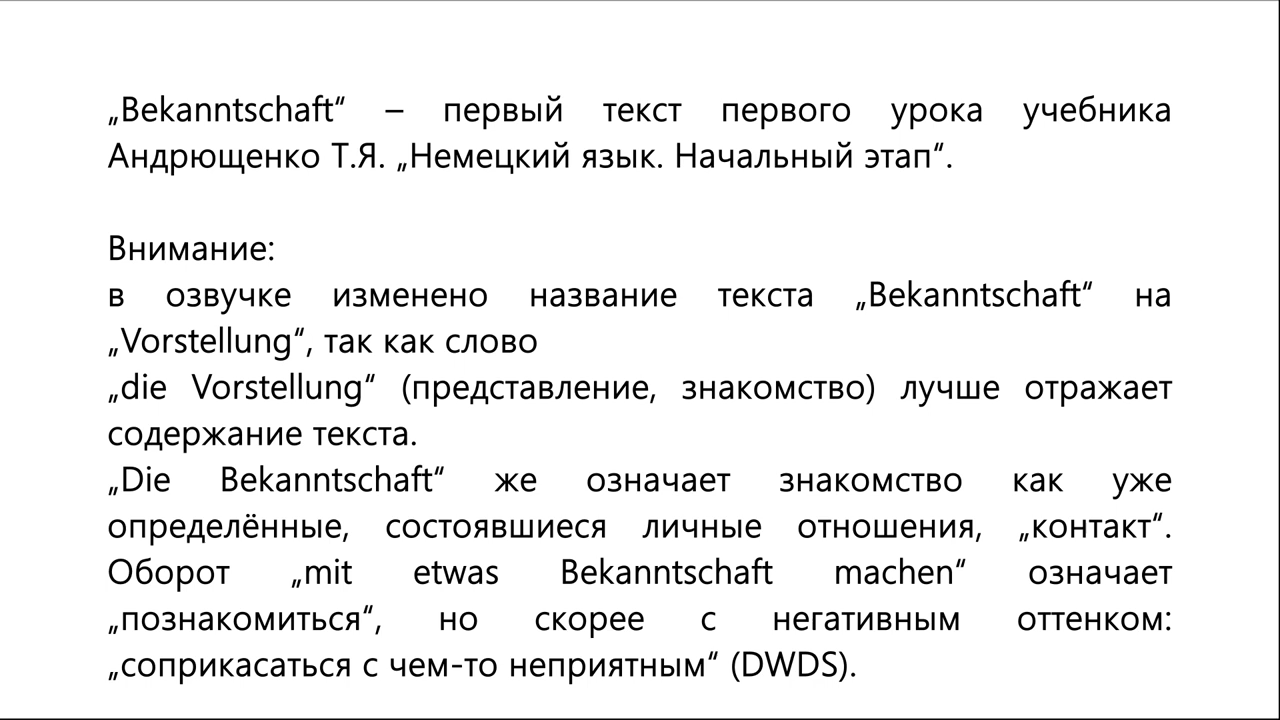 „Bekanntschaft“ – первый текст первого урока учебника
Андрющенко Т.Я. „Немецкий язык. Начальный этап“.
Внимание:
в озвучке изменено название текста „Bekanntschaft“ на
„Vorstellung“, так как слово
„die Vorstellung“ (представление, знакомство) лучше отражает
содержание текста.
„Die Bekanntschaft“ же означает знакомство как уже
определённые, состоявшиеся личные отношения, „контакт“.
Оборот „mit etwas Bekanntschaft machen“ означает
„познакомиться“, но скорее с негативным оттенком:
„соприкасаться с чем-то неприятным“ (DWDS).